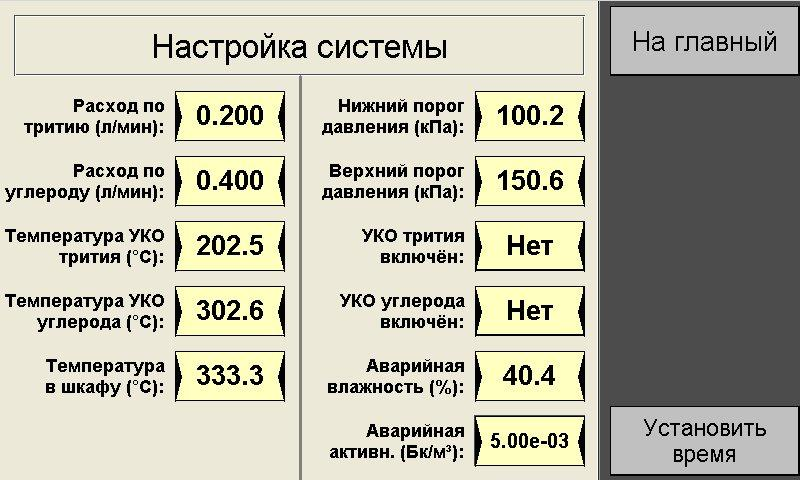 Настройка системы
На главный
Расход по
тритию (л/мин):
0.200
Расход по
углероду (л/мин):
0.400
Температура УКО
трития (°C):
202.5
Температура УКО
углерода (°C):
302.6
Температура
в шкафу (°C):
333.3
Нижний порог
давления (кПа):
100.2
Верхний порог
давления (кПа):
150.6
УКО трития
включён:
Нет
УКО углерода
включён:
Нет
Аварийная
влажность (%):
40.4
Аварийная
активн. (Бк/м³):
5.00e-03
Установить
время